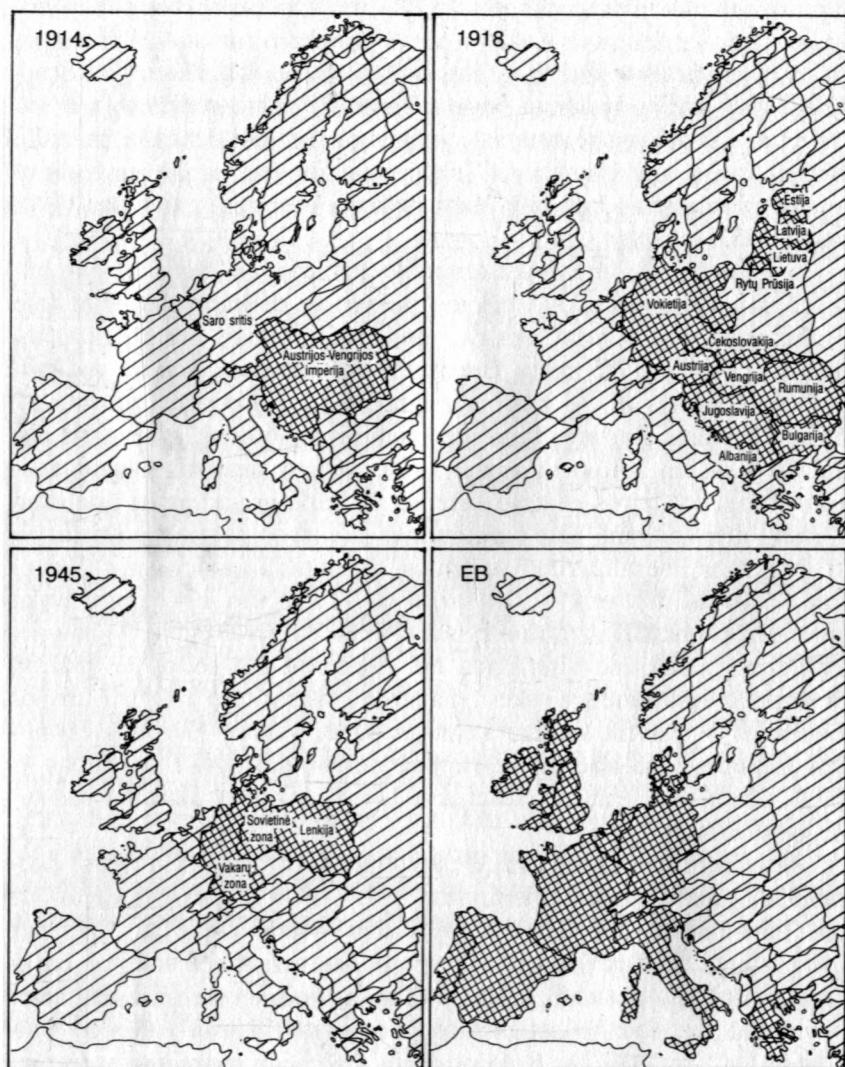 1914
Saro sritis
Austrijos-Vengrijos
imperija
1918
Estija
Latvija
Lietuva
Rytų Prūsija
Vokietija
Čekoslovakija
Austrija
Vengrija
Rumunija
Jugoslavija
Bulgarija
Albanija
1945
Sovietinė
zona
Lenkija
Vakarų
zona
EB